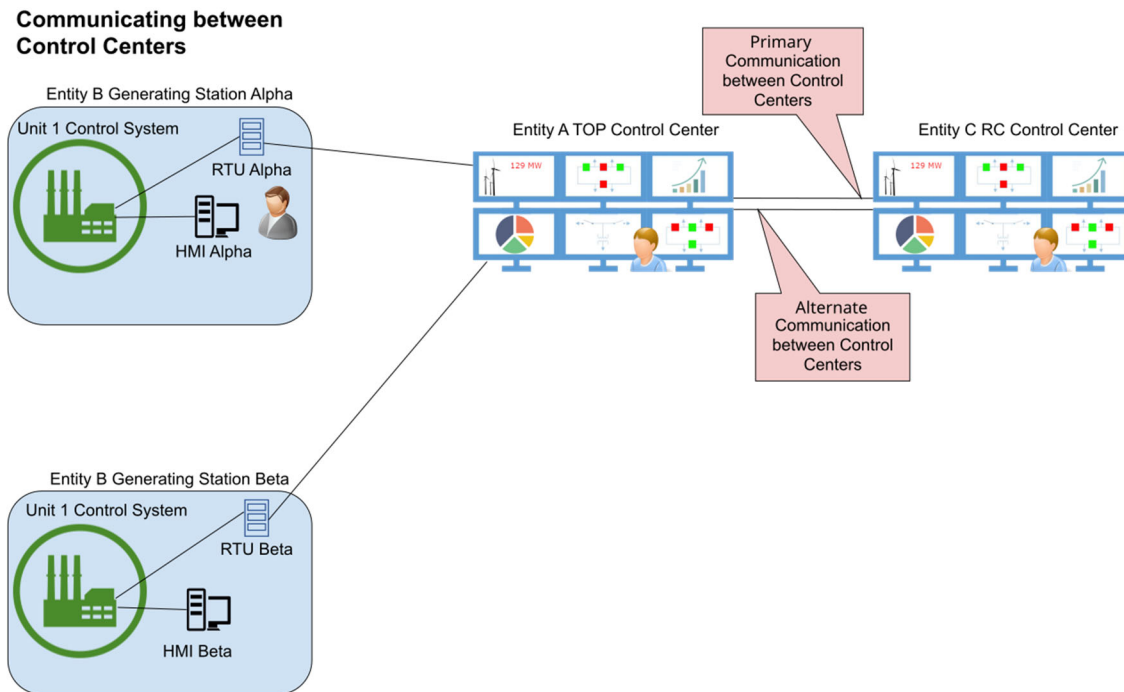 Communicating between
Control Centers
Entity B Generating Station Alpha
Unit 1 Control System
RTU Alpha
HMI Alpha
Primary
Communication
between Control
Centers
Entity A TOP Control Center
Entity C RC Control Center
129 MW
129 MW
Alternate
Communication
between Control
Centers
Entity B Generating Station Beta
Unit 1 Control System
RTU Beta
HMI Beta